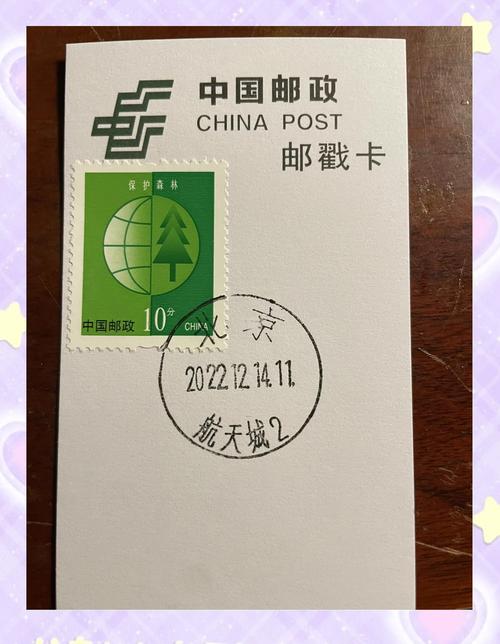 中国邮政
CHINA POST
邮戳卡
保护森林
中国邮政 10分 CHINA
北京
2022.12.14.11.
航天城2